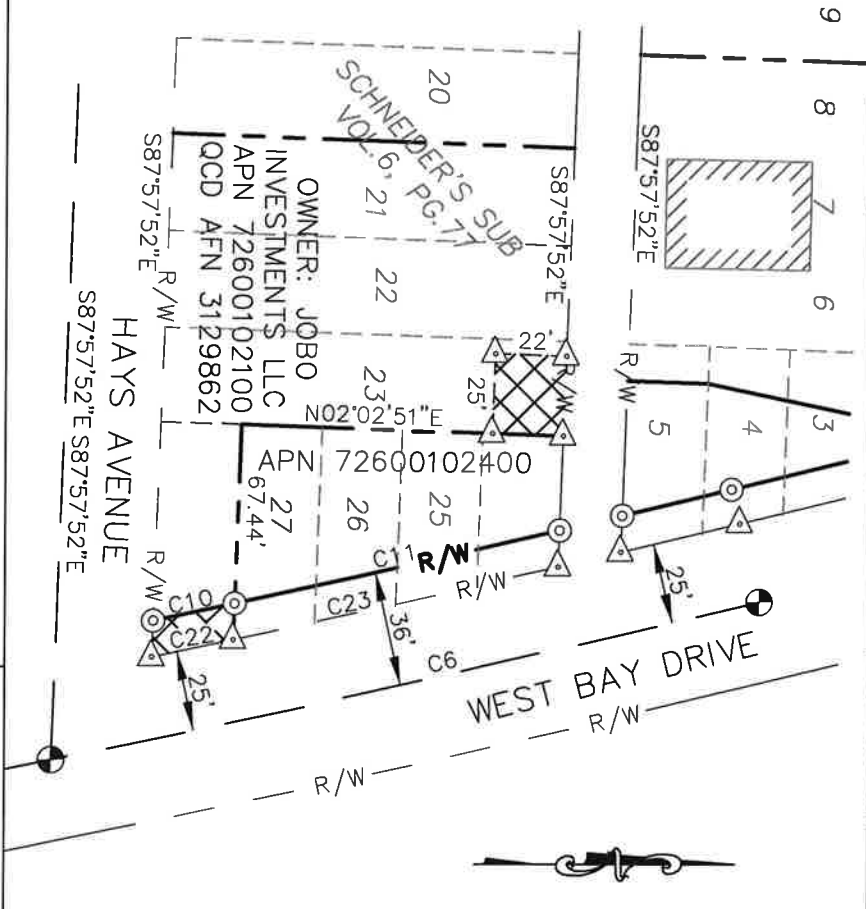 9
8
7
6
S87°57'52"E
R/W
3
4
5
20
SCHNEIDER'S SUB
VOL.6, PG.77
21
22
23
S87°57'52"E
R/W
22'
25'
OWNER: JOBO
INVESTMENTS LLC
APN 72600102100
QCD AFN 3129862
N02°02'51"E
APN 72600102400
25
26
27
67.44'
C11
R/W
R/W
C10
C22
C23
36'
25'
25'
C6
S87°57'52"E
R/W
R/W
HAYS AVENUE
S87°57'52"E
S87°57'52"E
WEST BAY DRIVE
R/W
R/W